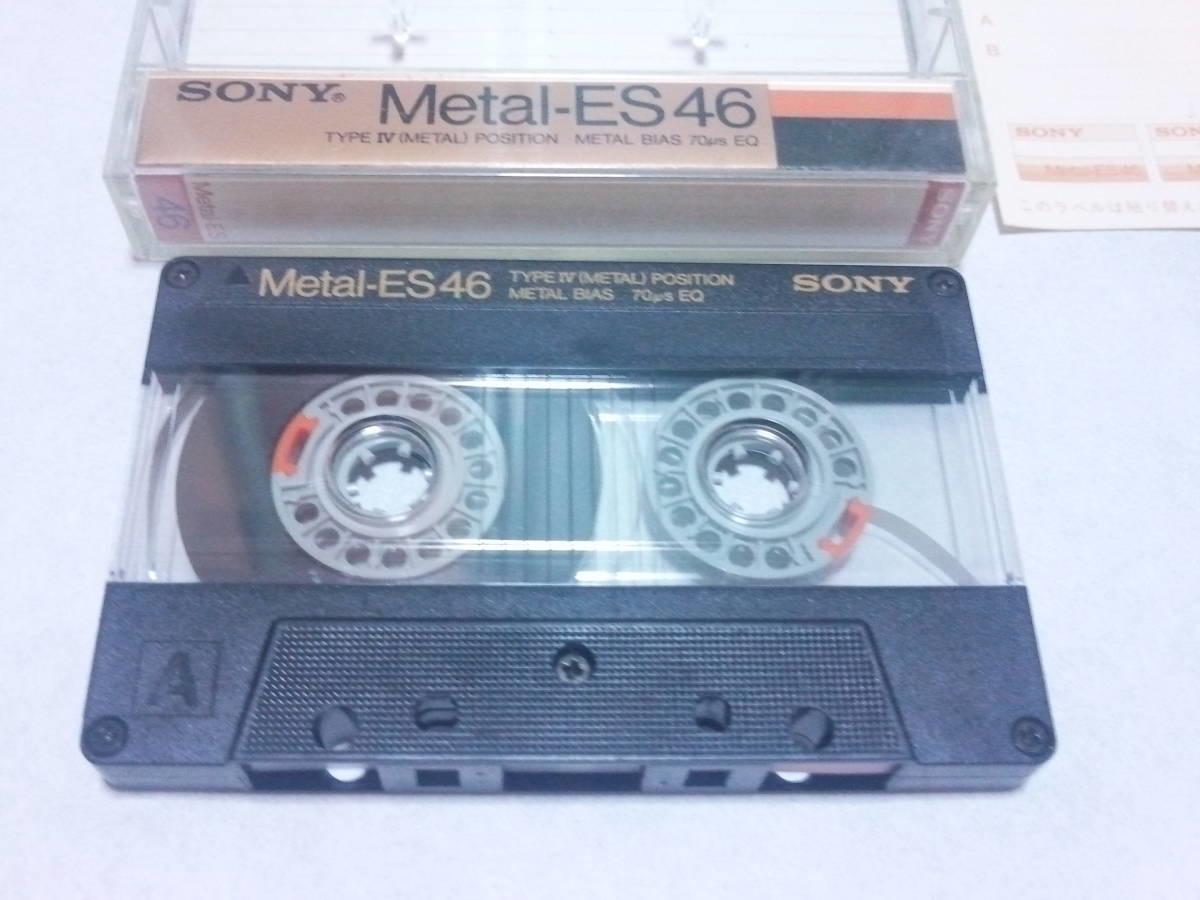 SONY®
Metal-ES46
TYPE IV (METAL) POSITION METAL BIAS 70μs EQ
46
Metal-ES
SONY
A
B
SONY
SON
Metal-ES46
M
このラベルは貼り替え
Metal-ES46
TYPE IV (METAL) POSITION
METAL BIAS 70μs EQ
SONY
A